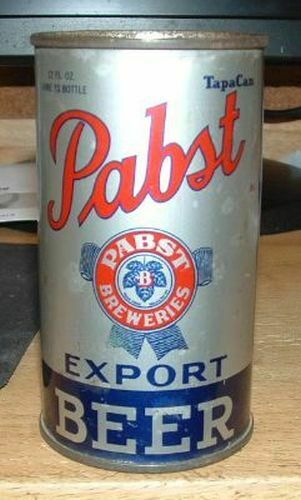 12 FL. OZ.
SAME AS BOTTLE
TapaCan
Pabst
PABST
B
BREWERIES
EXPORT
BEER